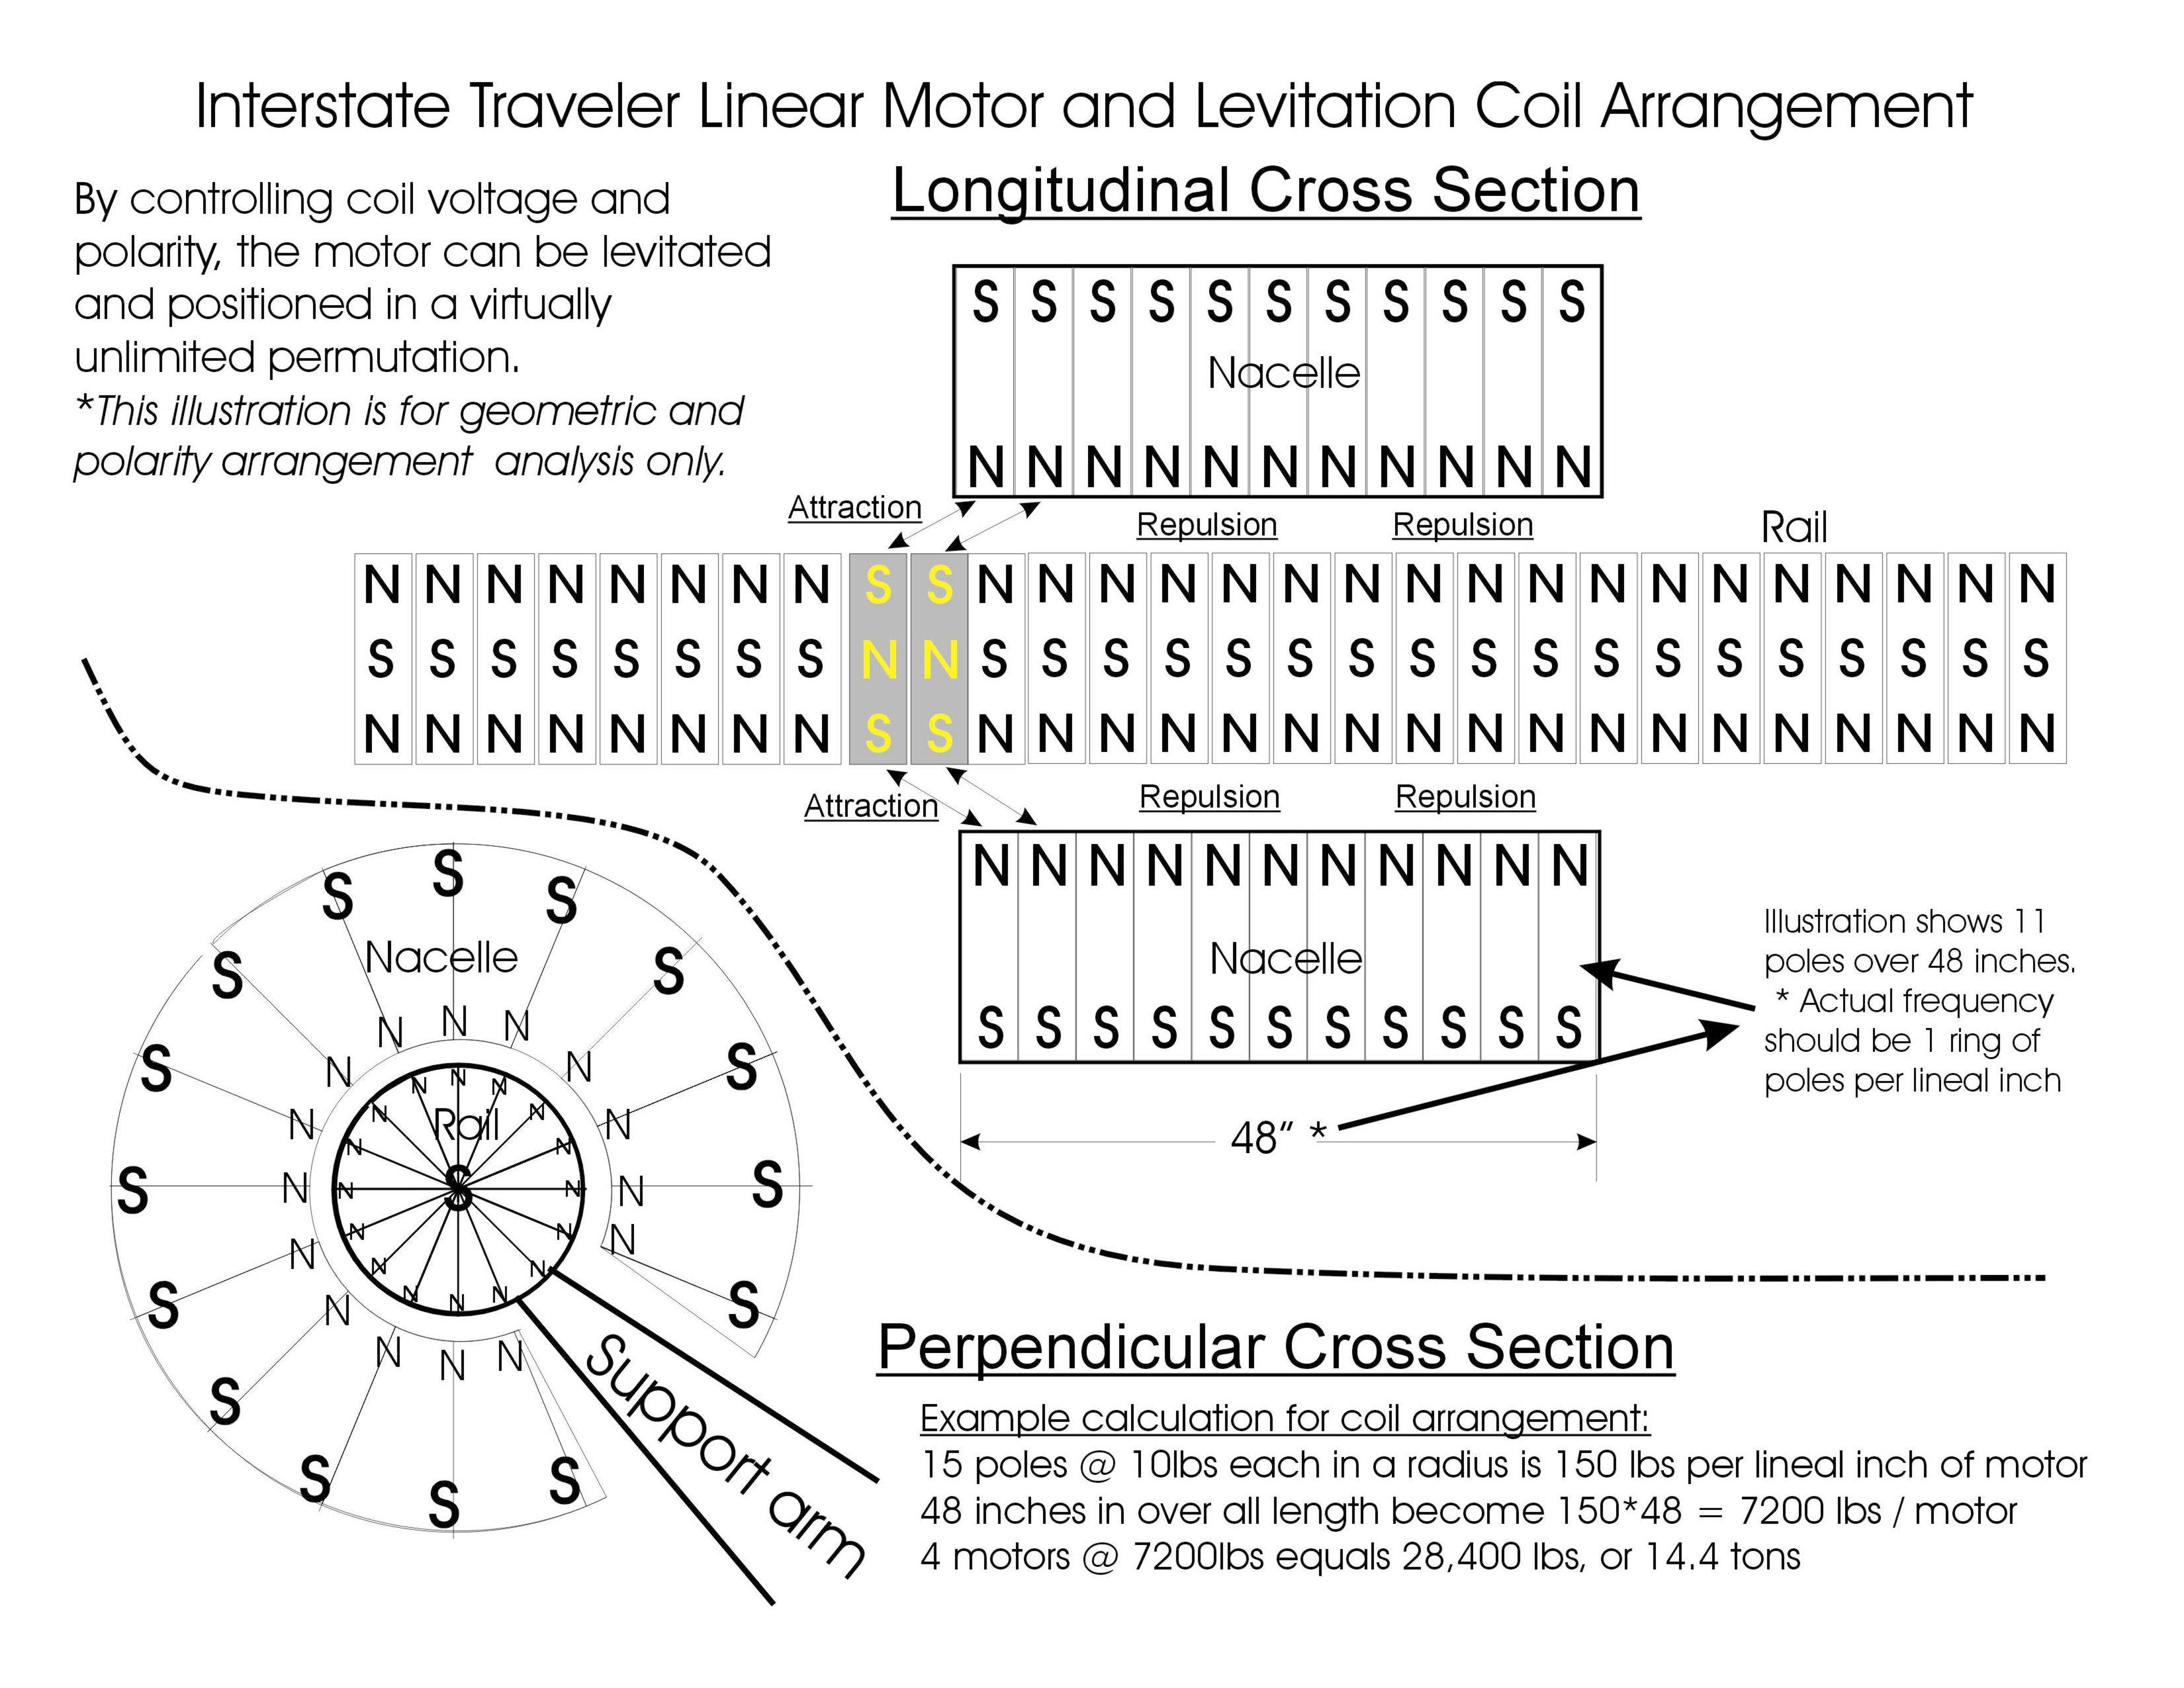 Interstate Traveler Linear Motor and Levitation Coil Arrangement
By controlling coil voltage and
polarity, the motor can be levitated
and positioned in a virtually
unlimited permutation.
*This illustration is for geometric and
polarity arrangement analysis only.
Longitudinal Cross Section
S S S S S S S S S S S
Nacelle
N N N N N N N N N N N
Attraction
Repulsion Repulsion Rail
N N N N N N N N S S N N N N N N N N N N N N N N N N N N
S S S S S S S S N N S S S S S S S S S S S S S S S S S S
N N N N N N N N S S N N N N N N N N N N N N N N N N N N
Attraction Repulsion Repulsion
N N N N N N N N N N N
Nacelle
S S S S S S S S S S S
48" *
Illustration shows 11
poles over 48 inches.
* Actual frequency
should be 1 ring of
poles per lineal inch
S S S
S Nacelle S
N N N
N N
S S
N N
N N N
N Rail N
N N
S N N S N N S
N N
N N
N N
N N N
S S
N N
N N N
S S S S
Support arm
Perpendicular Cross Section
Example calculation for coil arrangement:
15 poles @ 10lbs each in a radius is 150 lbs per lineal inch of motor
48 inches in over all length become 150*48 = 7200 lbs / motor
4 motors @ 7200lbs equals 28,400 lbs, or 14.4 tons